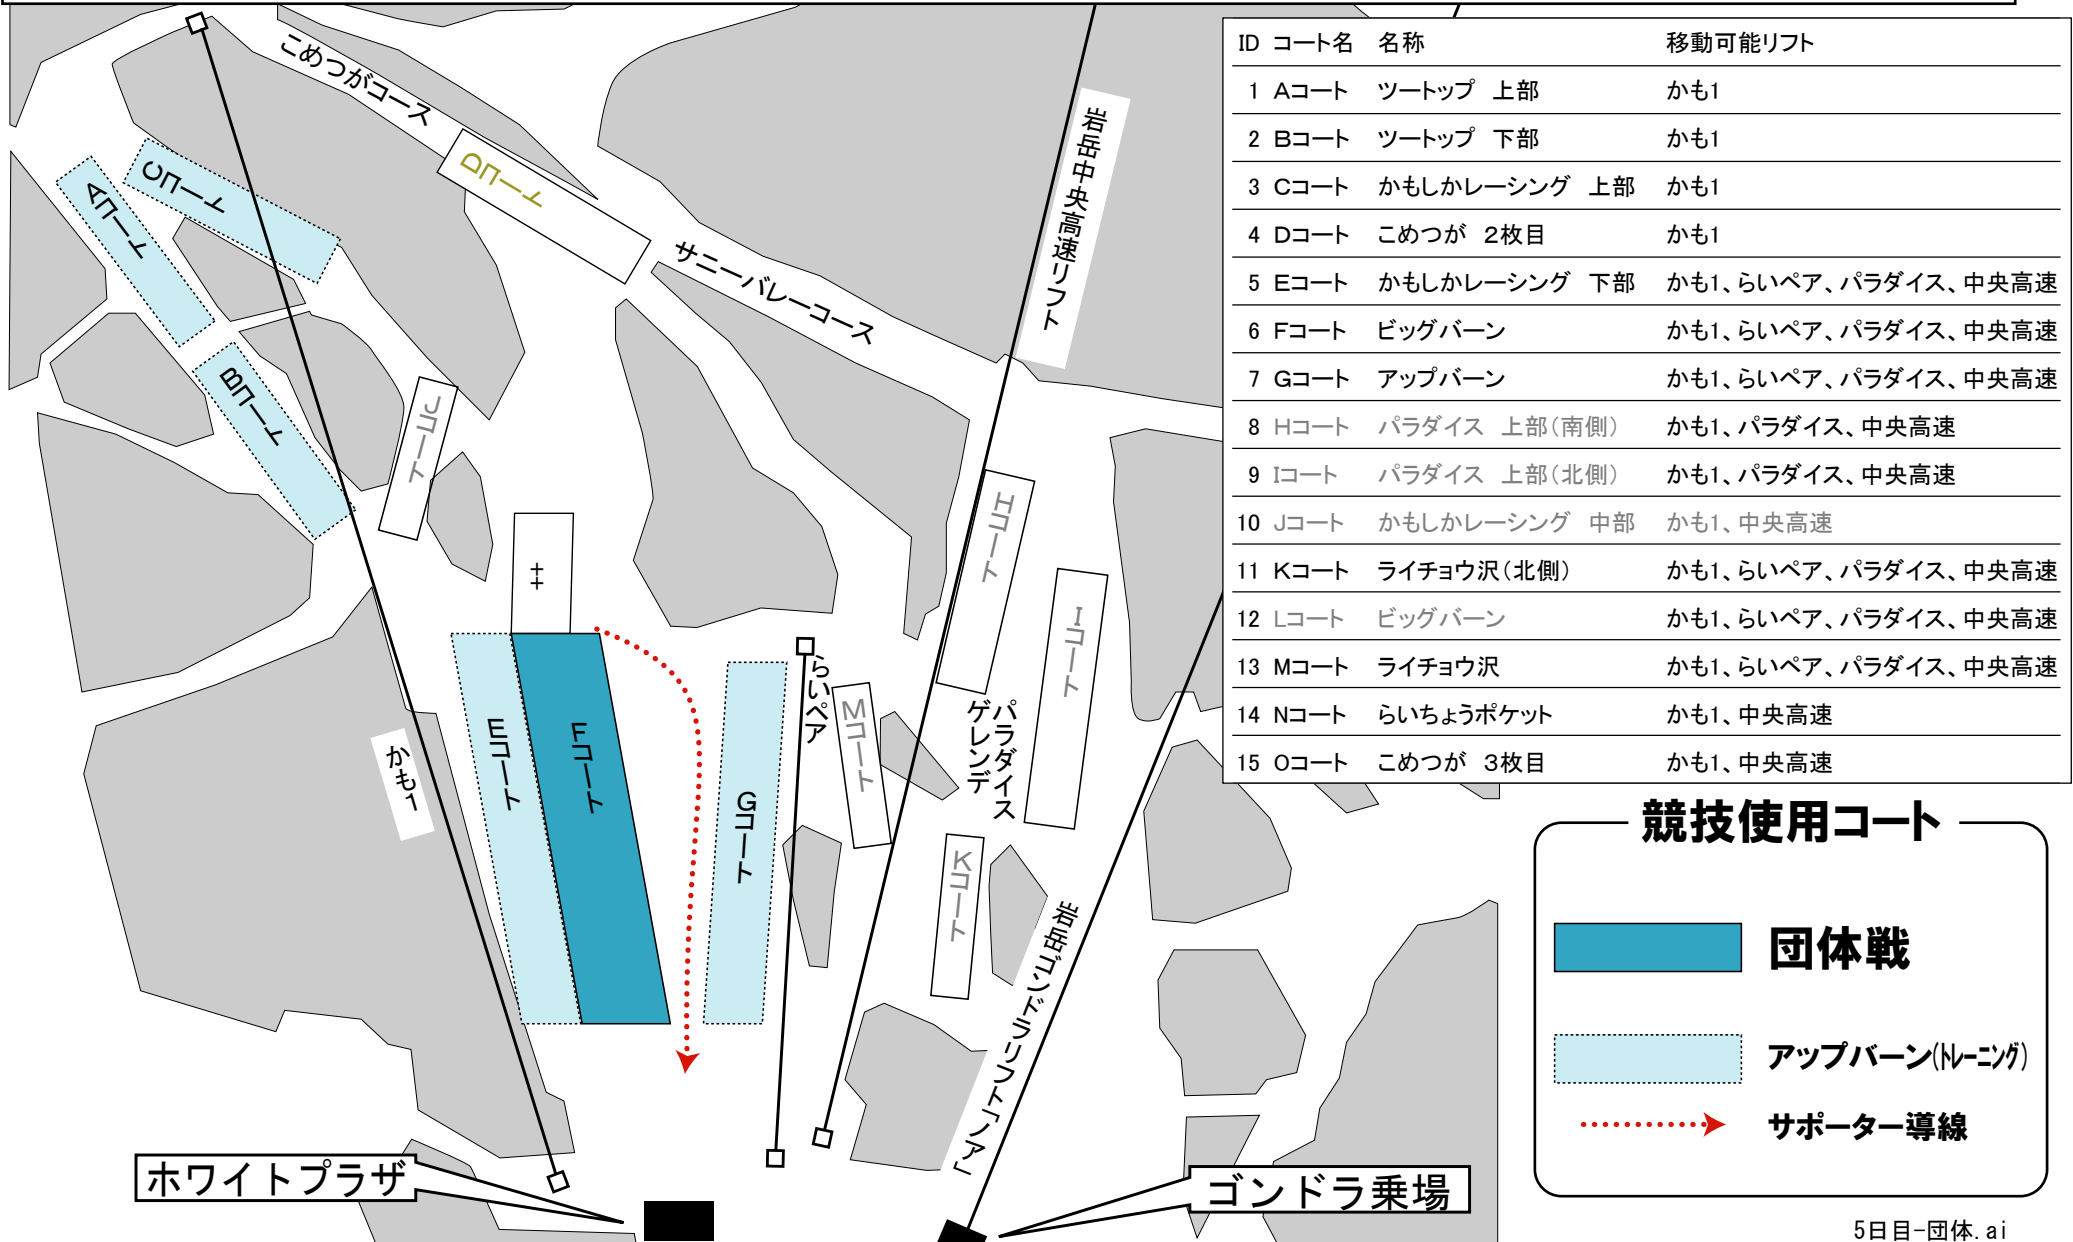 ID コート名 名称 移動可能リフト
1 Aコート ツートップ 上部 かも1
2 Bコート ツートップ 下部 かも1
3 Cコート かもしかレーシング 上部 かも1
4 Dコート こめつが 2枚目 かも1
5 Eコート かもしかレーシング 下部 かも1、らいペア、パラダイス、中央高速
6 Fコート ビッグバーン かも1、らいペア、パラダイス、中央高速
7 Gコート アップバーン かも1、らいペア、パラダイス、中央高速
8 Hコート パラダイス 上部(南側) かも1、パラダイス、中央高速
9 Iコート パラダイス 上部(北側) かも1、パラダイス、中央高速
10 Jコート かもしかレーシング 中部 かも1、中央高速
11 Kコート ライチョウ沢(北側) かも1、らいペア、パラダイス、中央高速
12 Lコート ビッグバーン かも1、らいペア、パラダイス、中央高速
13 Mコート ライチョウ沢 かも1、らいペア、パラダイス、中央高速
14 Nコート らいちょうポケット かも1、中央高速
15 Oコート こめつが 3枚目 かも1、中央高速
こめつがコース
Dコート
Cコート
Aコート
Bコート
サニーバレーコース
岩岳中央高速リフト
Jコート
Hコート
Iコート
‡
らいペア
Mコート
パラダイス
ゲレンデ
Eコート
Fコート
Gコート
かも1
Kコート
岩岳ゴンドラリフト「ノア」
ホワイトプラザ
ゴンドラ乗場
競技使用コート
団体戦
アップバーン(トレーニング)
サポーター導線
5日目-団体.ai